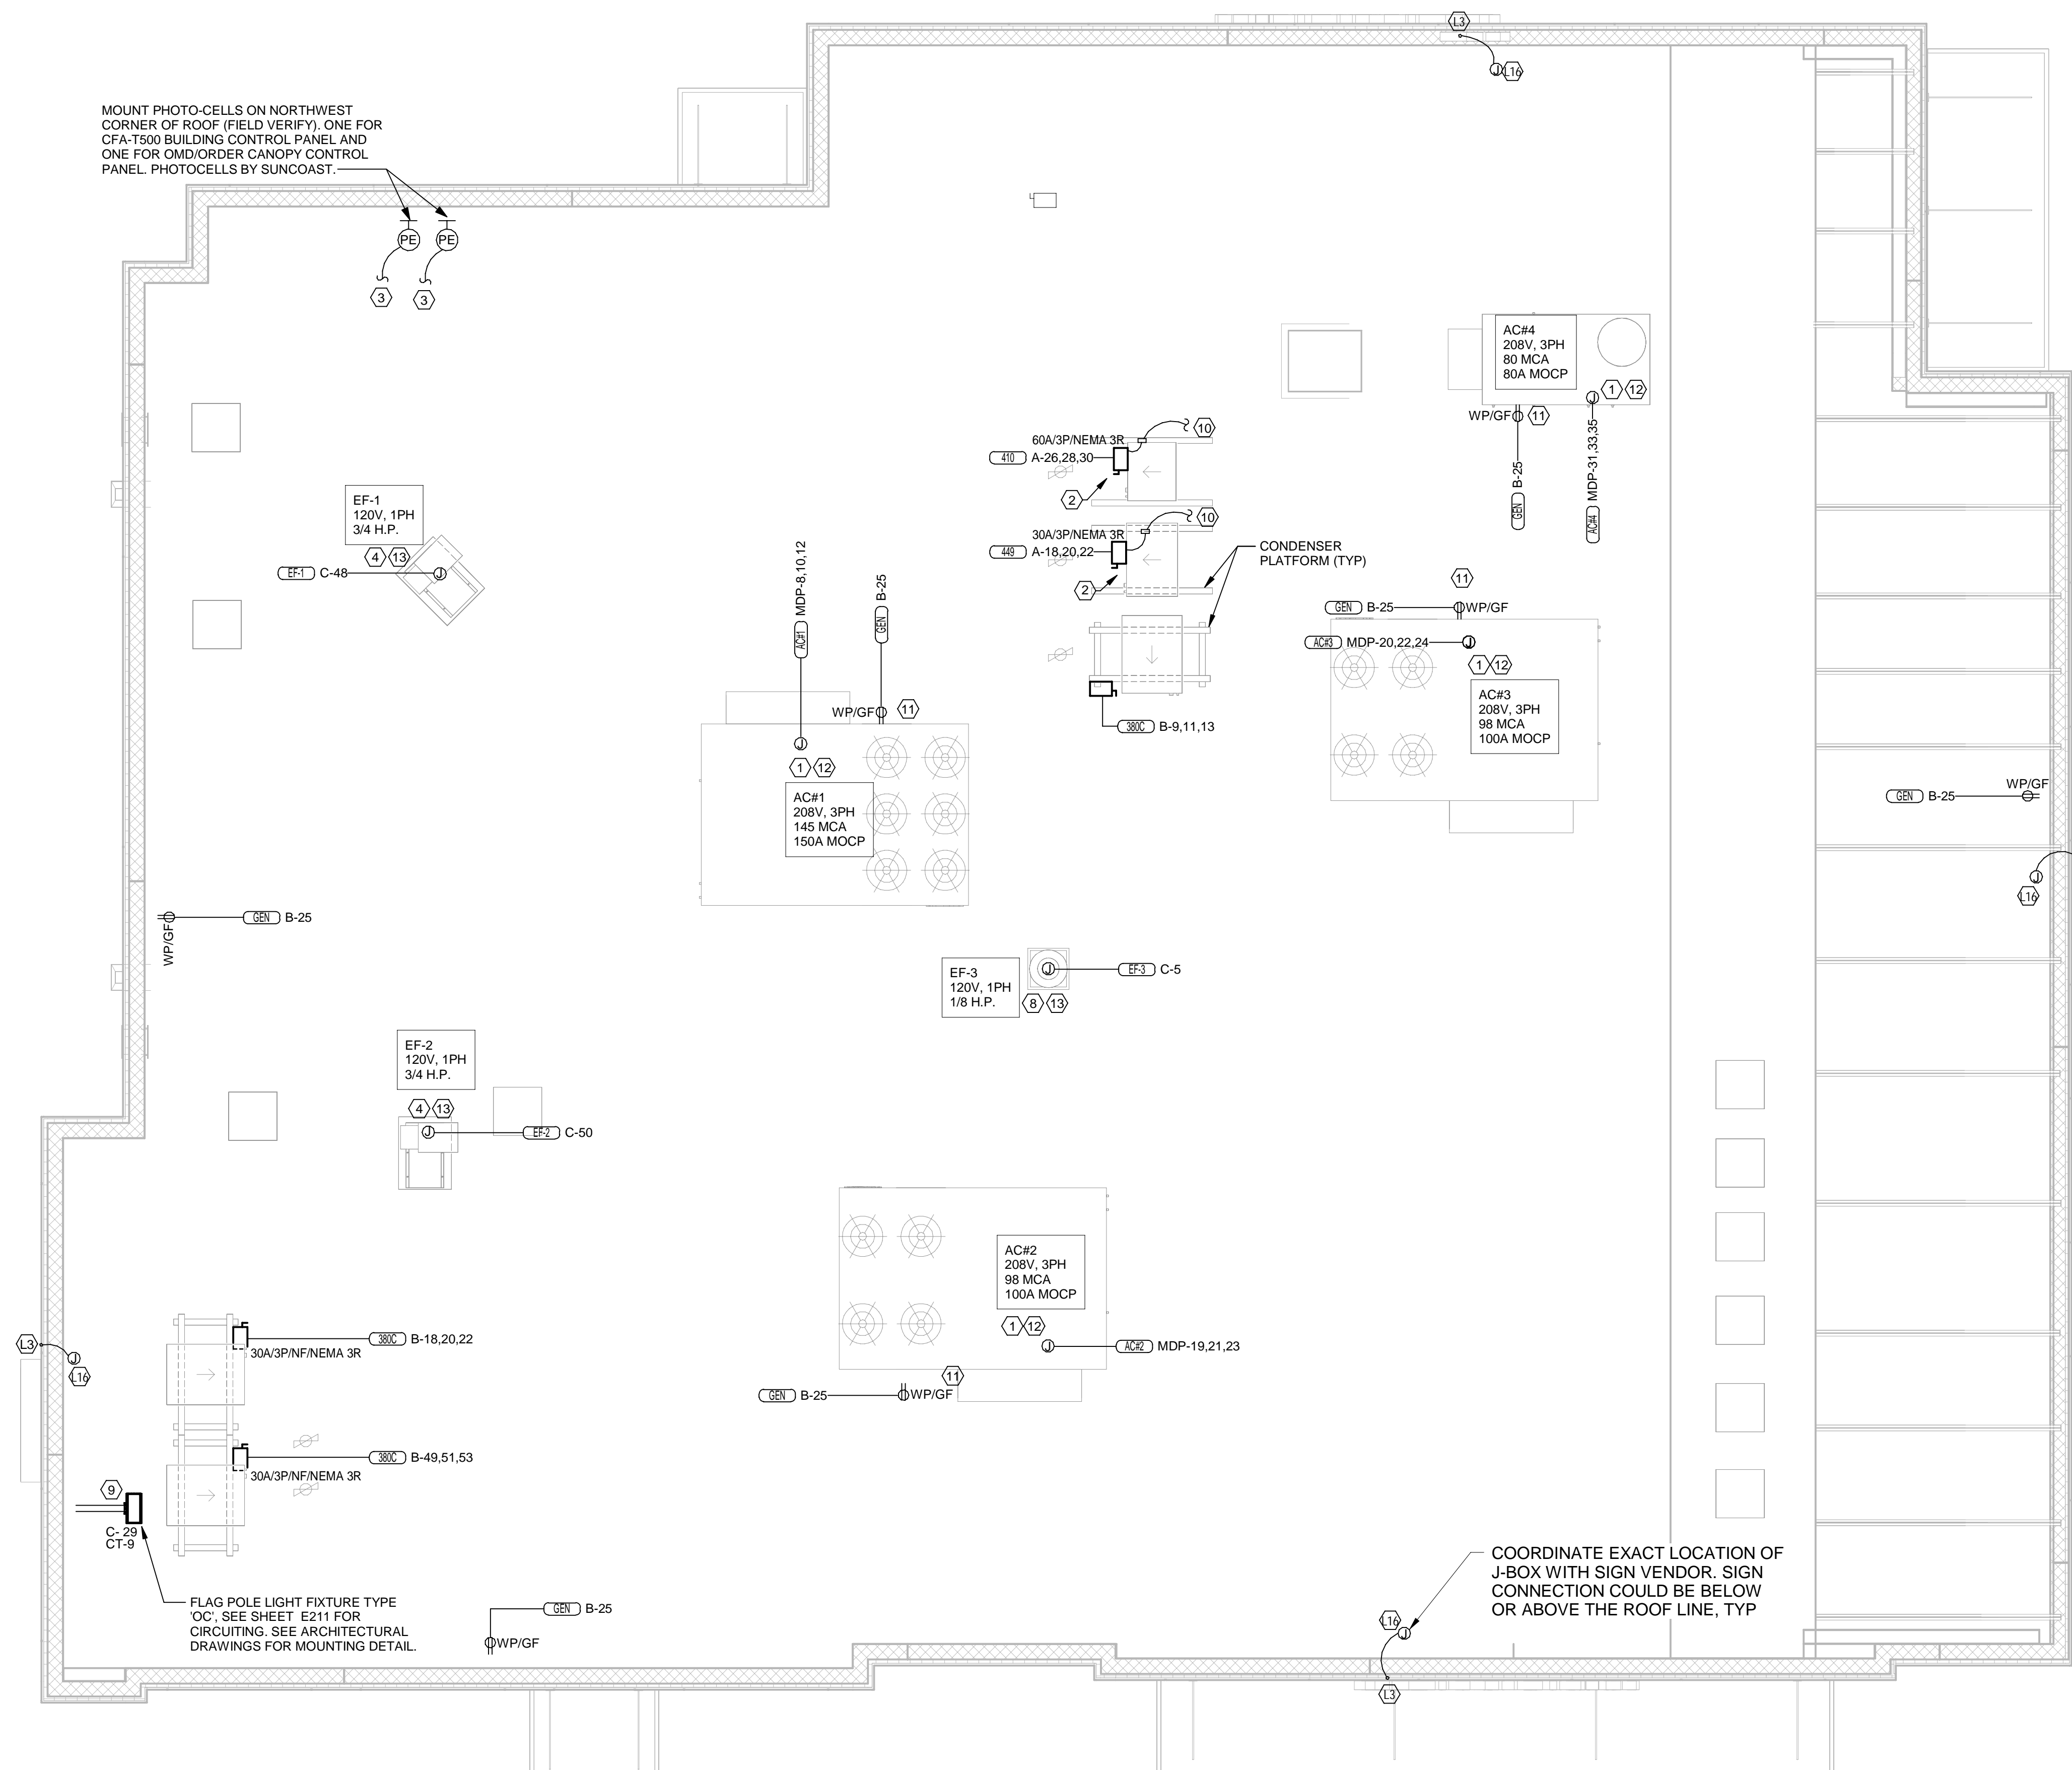 L3
J
L16
MOUNT PHOTO-CELLS ON NORTHWEST
CORNER OF ROOF (FIELD VERIFY). ONE FOR
CFA-T500 BUILDING CONTROL PANEL AND
ONE FOR OMD/ORDER CANOPY CONTROL
PANEL. PHOTOCELLS BY SUNCOAST.
PE
PE
3
3
AC#4
208V, 3PH
80 MCA
80A MOCP
J
1
12
WP/GF
11
GEN B-25
AC#4 MDP-31,33,35
60A/3P/NEMA 3R
10
410 A-26,28,30
2
30A/3P/NEMA 3R
10
449 A-18,20,22
2
CONDENSER
PLATFORM (TYP)
EF-1
120V, 1PH
3/4 H.P.
4
13
EF-1 C-48
J
AC#1 MDP-8,10,12
GEN B-25
WP/GF
11
J
1
12
AC#1
208V, 3PH
145 MCA
150A MOCP
380C B-9,11,13
11
GEN B-25
WP/GF
AC#3 MDP-20,22,24
J
1
12
AC#3
208V, 3PH
98 MCA
100A MOCP
WP/GF
GEN B-25
J
L16
GEN B-25
WP/GF
EF-3
120V, 1PH
1/8 H.P.
J
EF-3 C-5
8
13
EF-2
120V, 1PH
3/4 H.P.
4
13
J
EF-2 C-50
AC#2
208V, 3PH
98 MCA
100A MOCP
1
12
J
AC#2 MDP-19,21,23
11
GEN B-25
WP/GF
L3
J
L16
380C B-18,20,22
30A/3P/NF/NEMA 3R
380C B-49,51,53
30A/3P/NF/NEMA 3R
9
C- 29
CT-9
FLAG POLE LIGHT FIXTURE TYPE
'OC', SEE SHEET E211 FOR
CIRCUITING. SEE ARCHITECTURAL
DRAWINGS FOR MOUNTING DETAIL.
GEN B-25
WP/GF
COORDINATE EXACT LOCATION OF
J-BOX WITH SIGN VENDOR. SIGN
CONNECTION COULD BE BELOW
OR ABOVE THE ROOF LINE, TYP
L16
J
L3